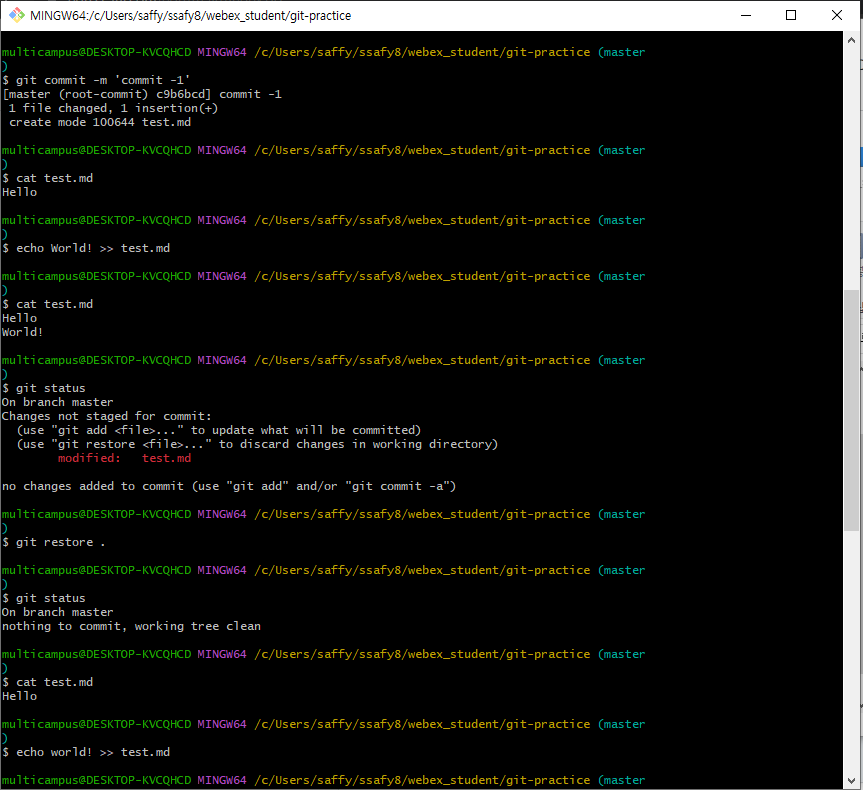 MINGW64:/c/Users/saffy/ssafy8/webex_student/git-practice
multicampus@DESKTOP-KVCQHCD MINGW64 /c/Users/saffy/ssafy8/webex_student/git-practice (master
)
$ git commit -m 'commit -1'
[master (root-commit) c9b6bcd] commit -1
 1 file changed, 1 insertion(+)
 create mode 100644 test.md

multicampus@DESKTOP-KVCQHCD MINGW64 /c/Users/saffy/ssafy8/webex_student/git-practice (master
)
$ cat test.md
Hello

multicampus@DESKTOP-KVCQHCD MINGW64 /c/Users/saffy/ssafy8/webex_student/git-practice (master
)
$ echo World! >> test.md

multicampus@DESKTOP-KVCQHCD MINGW64 /c/Users/saffy/ssafy8/webex_student/git-practice (master
)
$ cat test.md
Hello
World!

multicampus@DESKTOP-KVCQHCD MINGW64 /c/Users/saffy/ssafy8/webex_student/git-practice (master
)
$ git status
On branch master
Changes not staged for commit:
  (use "git add <file>..." to update what will be committed)
  (use "git restore <file>..." to discard changes in working directory)
        modified:   test.md

no changes added to commit (use "git add" and/or "git commit -a")

multicampus@DESKTOP-KVCQHCD MINGW64 /c/Users/saffy/ssafy8/webex_student/git-practice (master
)
$ git restore .

multicampus@DESKTOP-KVCQHCD MINGW64 /c/Users/saffy/ssafy8/webex_student/git-practice (master
)
$ git status
On branch master
nothing to commit, working tree clean

multicampus@DESKTOP-KVCQHCD MINGW64 /c/Users/saffy/ssafy8/webex_student/git-practice (master
)
$ cat test.md
Hello

multicampus@DESKTOP-KVCQHCD MINGW64 /c/Users/saffy/ssafy8/webex_student/git-practice (master
)
$ echo world! >> test.md

multicampus@DESKTOP-KVCQHCD MINGW64 /c/Users/saffy/ssafy8/webex_student/git-practice (master